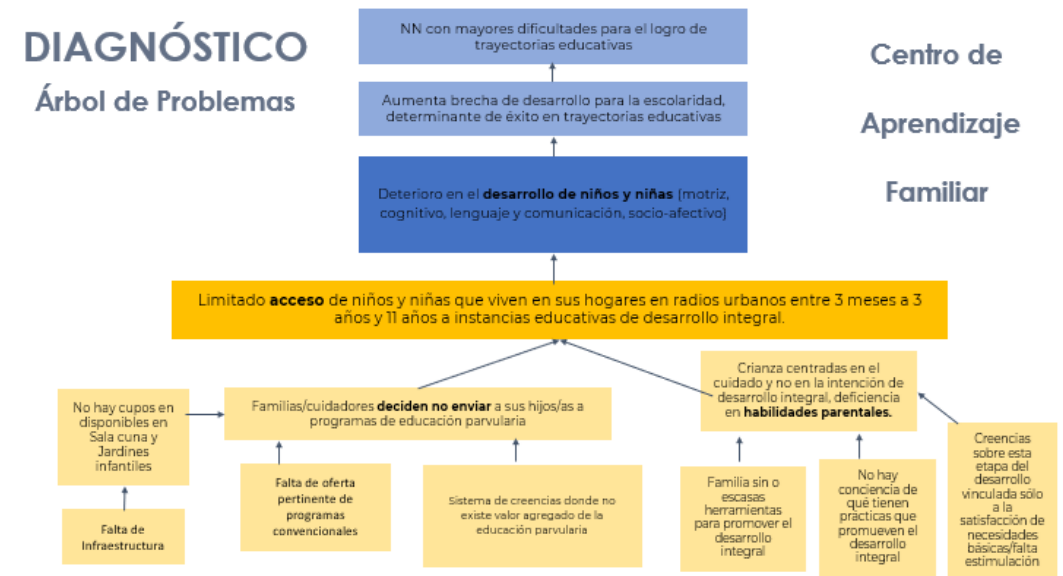 DIAGNÓSTICO
Árbol de Problemas
Centro de
Aprendizaje
Familiar
NN con mayores dificultades para el logro de
trayectorias educativas
Aumenta brecha de desarrollo para la escolaridad,
determinante de éxito en trayectorias educativas
Deterioro en el desarrollo de niños y niñas (motriz,
cognitivo, lenguaje y comunicación, socio-afectivo)
Limitado acceso de niños y niñas que viven en sus hogares en radios urbanos entre 3 meses a 3
años y 11 años a instancias educativas de desarrollo integral.
No hay cupos en
disponibles en
Sala cuna y
Jardines
infantiles
Familias/cuidadores deciden no enviar a sus hijos/as a
programas de educación parvularia
Crianza centradas en el
cuidado y no en la intención de
desarrollo integral, deficiencia
en habilidades parentales.
Falta de
Infraestructura
Falta de oferta
pertinente de
programas
convencionales
Sistema de creencias donde no
existe valor agregado de la
educación parvularia
Familia sin o
escasas
herramientas
para promover el
desarrollo
integral
No hay
conciencia de
qué tienen
prácticas que
promueven el
desarrollo
integral
Creencias
sobre esta
etapa del
desarrollo
vinculada sólo
a la
satisfacción de
necesidades
básicas/falta
estimulación